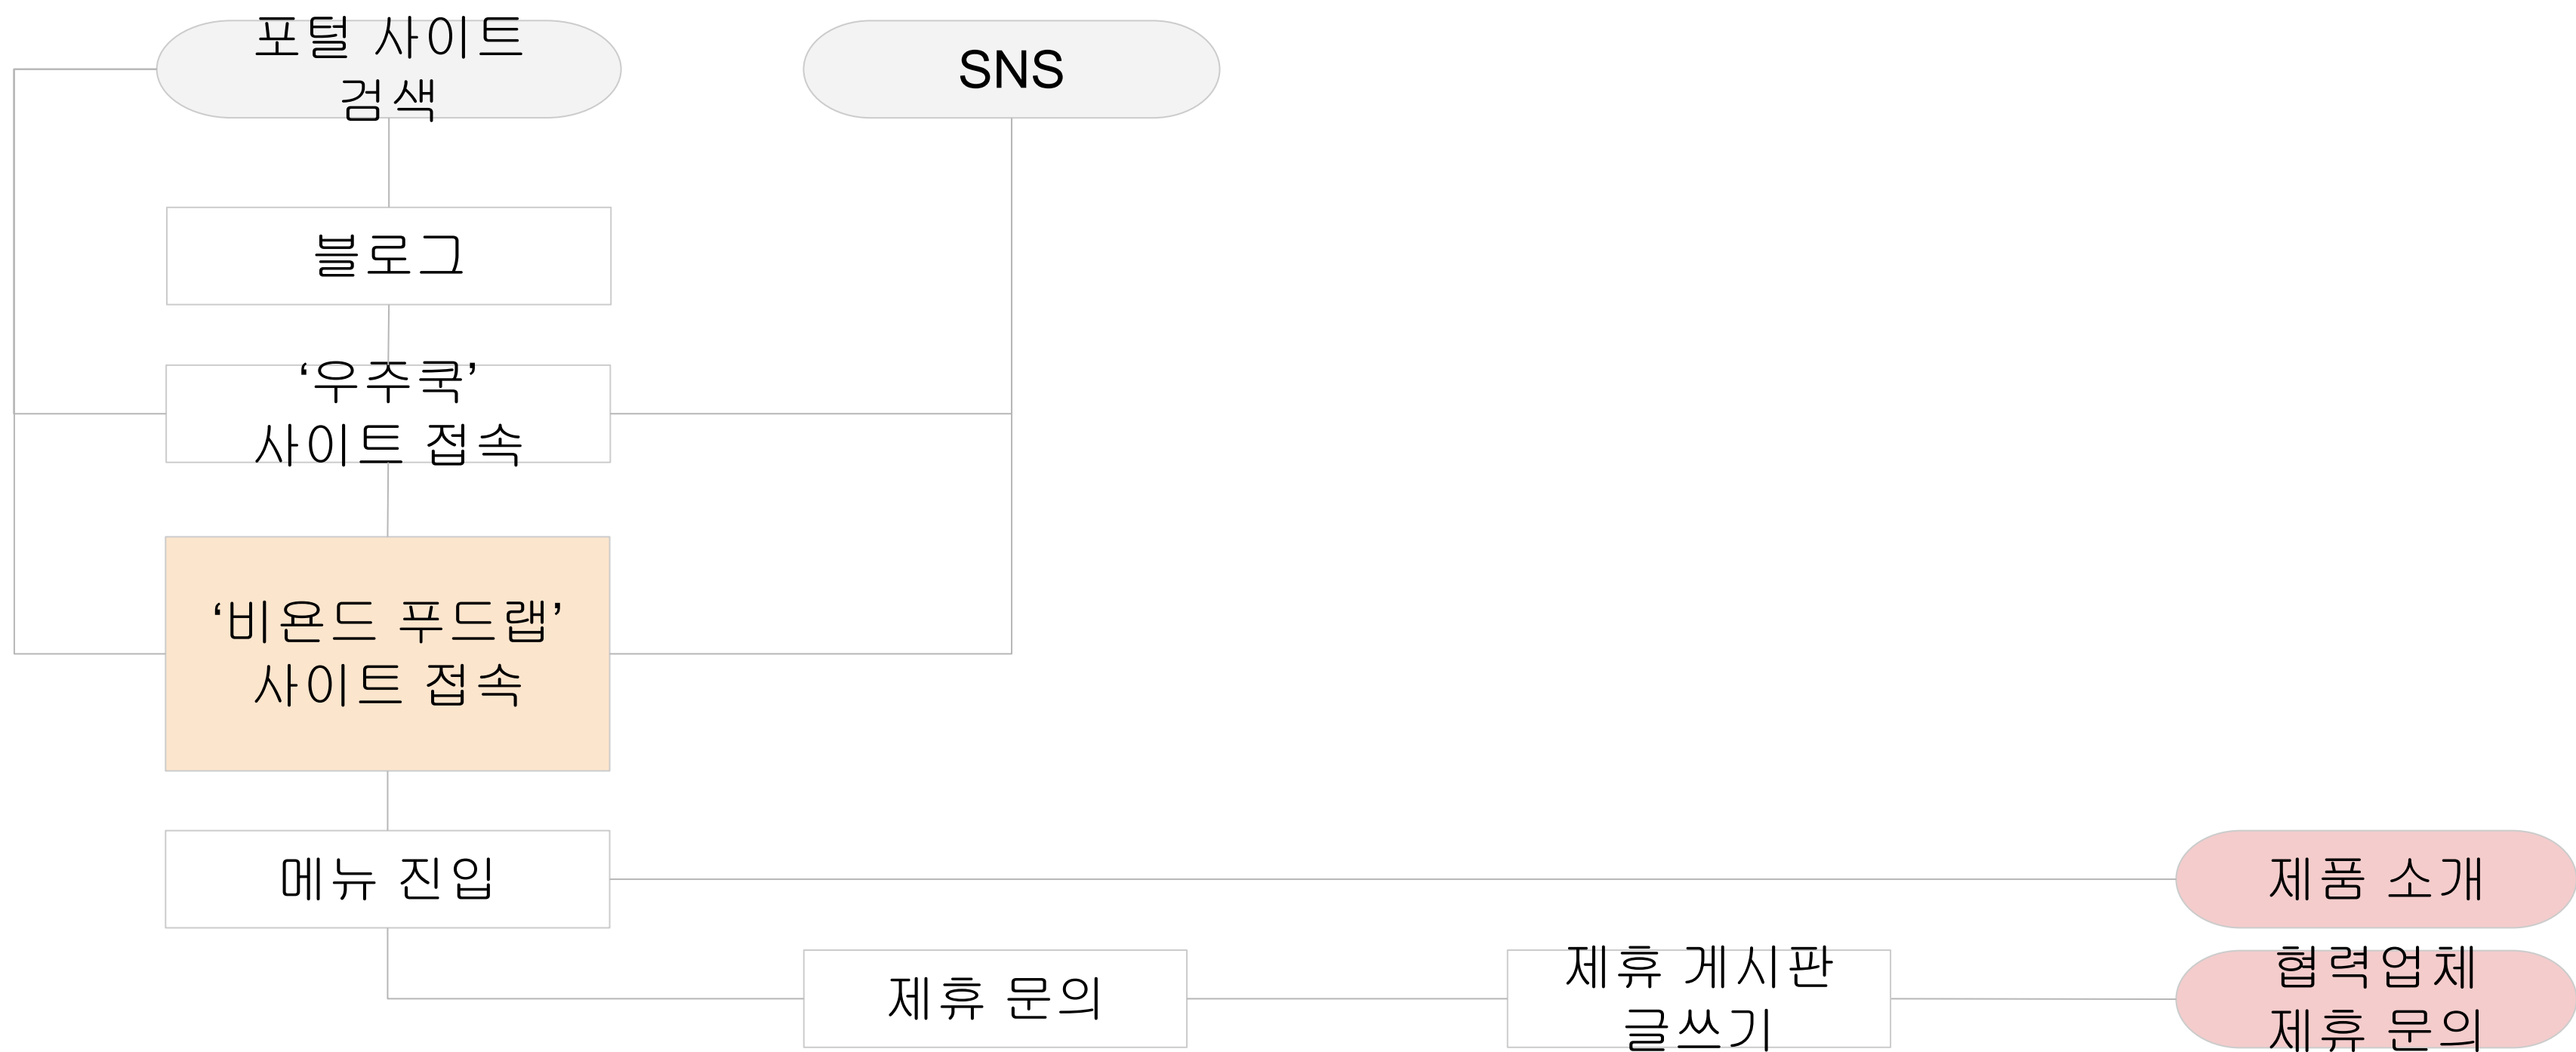 포털 사이트
검색
SNS
블로그
‘우주쿡’
사이트 접속
‘비욘드 푸드랩’
사이트 접속
메뉴 진입
제품 소개
제휴 문의
제휴 게시판
글쓰기
협력업체
제휴 문의